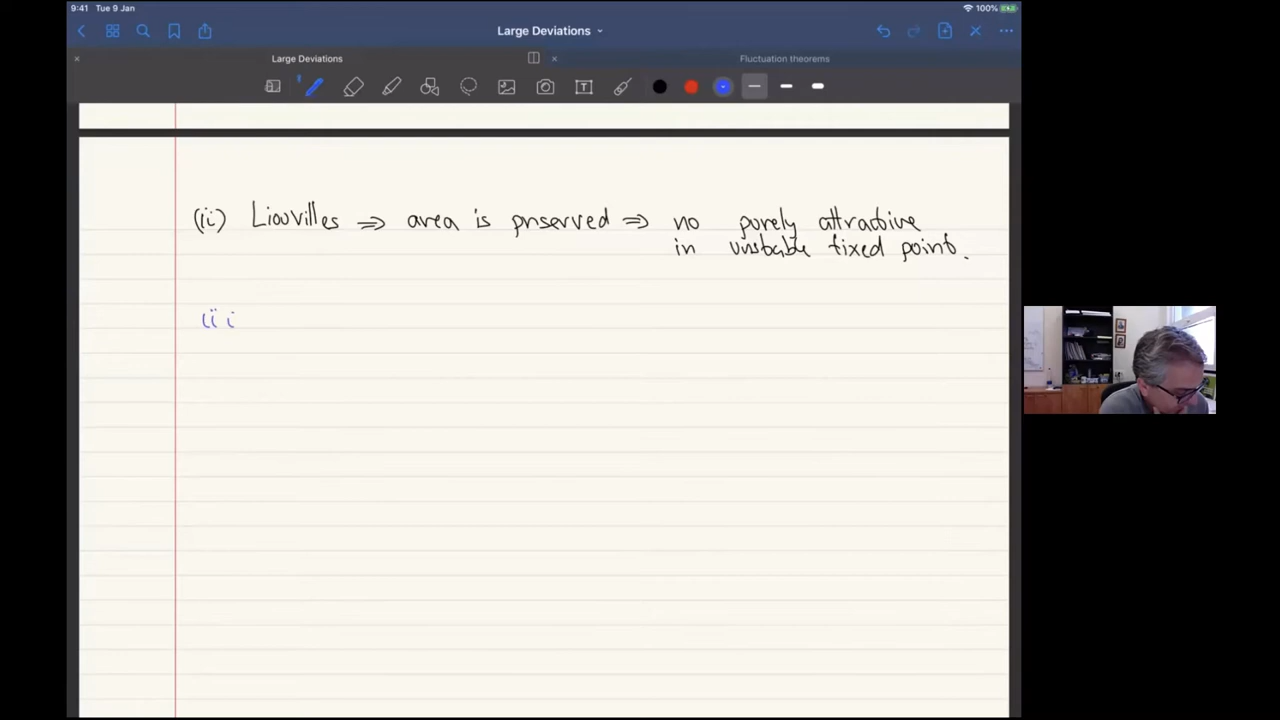 9:41 Tue 9 Jan
100%
Large Deviations
Large Deviations
Fluctuation theorems
(ii) Liouvilles ⇒ area is preserved ⇒ no purely attractive
in unstable fixed point.
(ii i